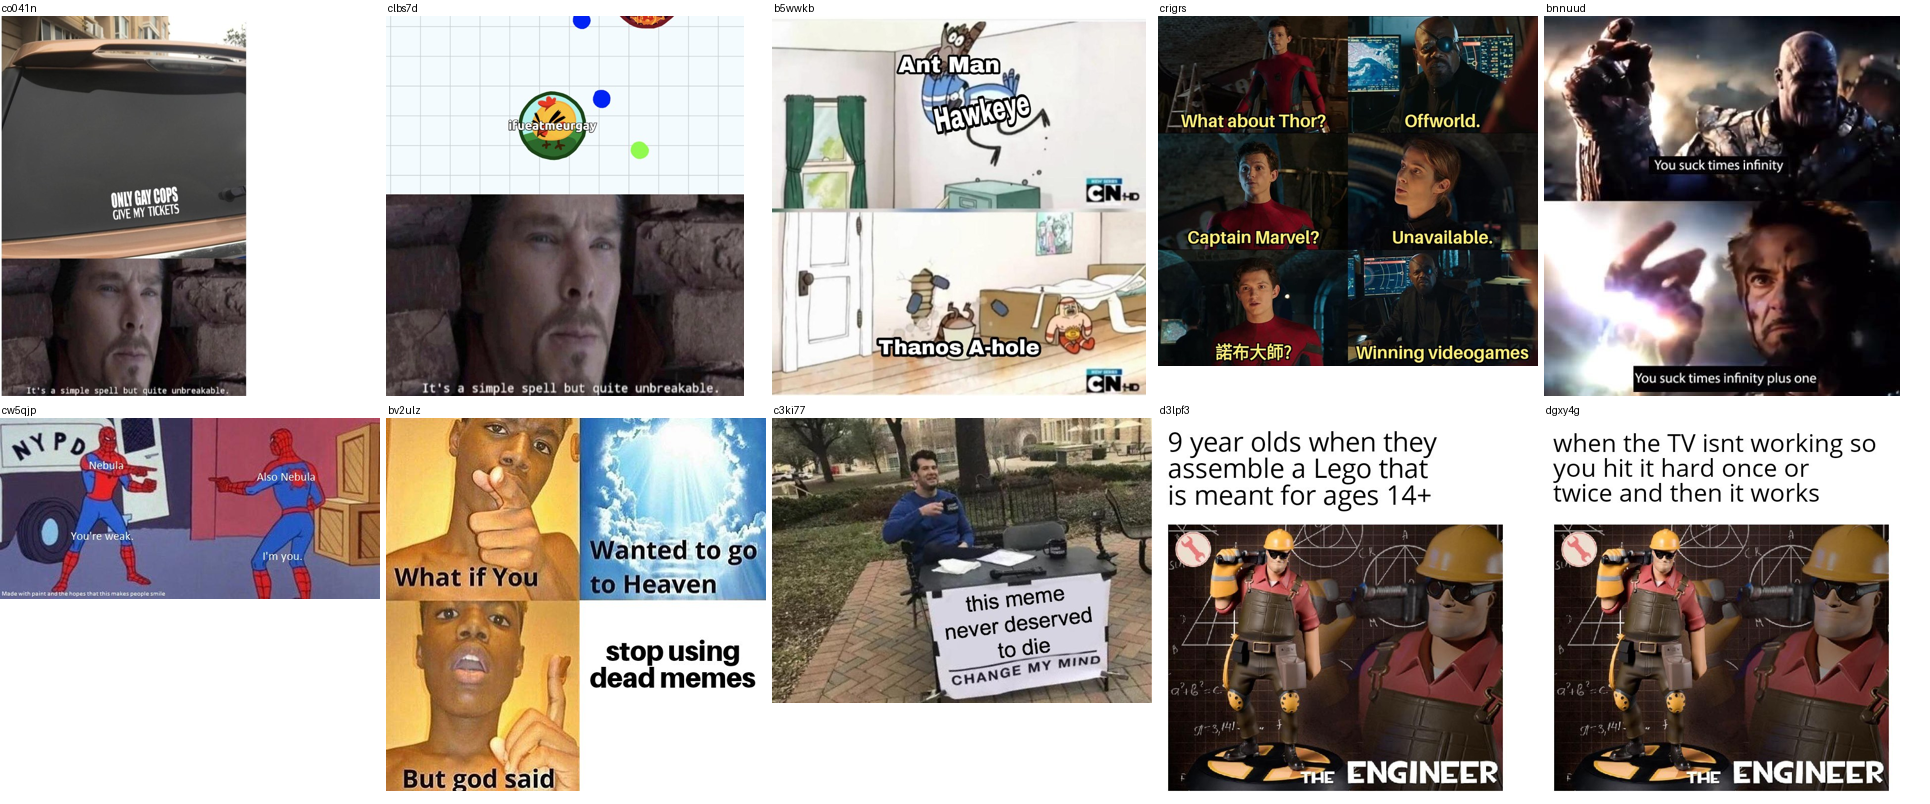 co041n
clbs7d
b5wwkb
crigrs
bnnuud
ONLY GAY COPS
GIVE MY TICKETS
It's a simple spell but quite unbreakable.
ifueatmeurgay
It's a simple spell but quite unbreakable.
Ant Man
Hawkeye
CN HD
Thanos A-hole
CN HD
What about Thor?
Offworld.
Captain Marvel?
Unavailable.
諾布大師?
Winning videogames
You suck times infinity
You suck times infinity plus one
cw5qjp
bv2ulz
c3ki77
d3lpf3
dgxy4g
NYPD
Nebula
Also Nebula
You're weak.
I'm you.
Made with paint and the hopes that this makes people smile
What if You
Wanted to go
to Heaven
But god said
stop using
dead memes
this meme
never deserved
to die
CHANGE MY MIND
9 year olds when they
assemble a Lego that
is meant for ages 14+
THE ENGINEER
when the TV isnt working so
you hit it hard once or
twice and then it works
THE ENGINEER